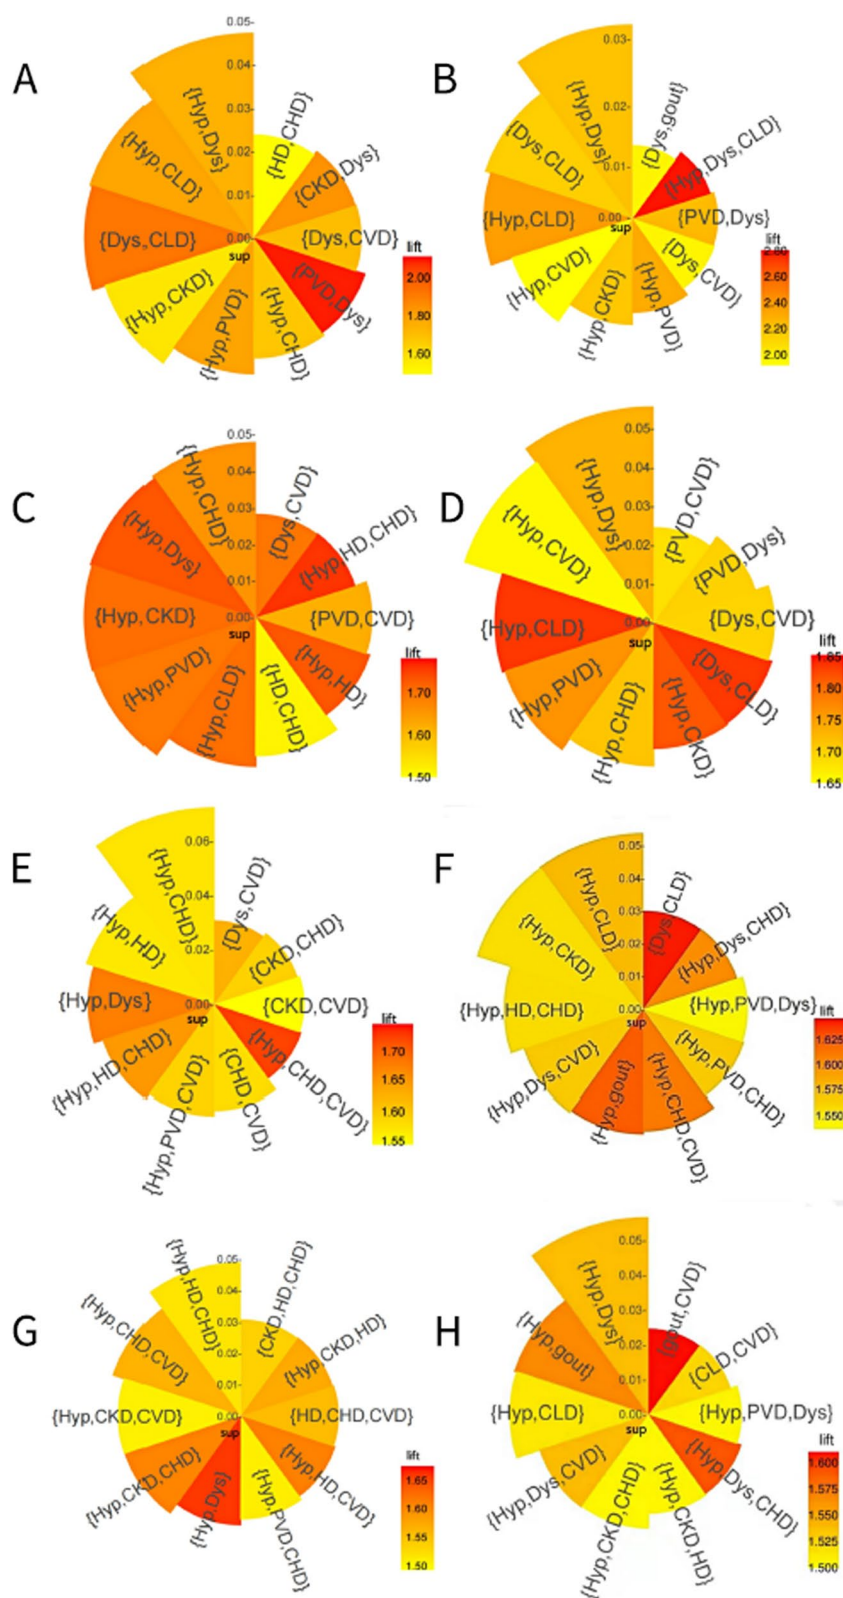 A
0.05
0.04
0.03
0.02
0.01
0.00
sup
{HD,CHD}
{CKD,Dys}
{Dys,CVD}
{PVD,Dys}
{Hyp,CHD}
{Hyp,PVD}
{Hyp,CKD}
{Dys,CLD}
{Hyp,CLD}
{Hyp,Dys}
lift
2.00
1.80
1.60
B
0.03
0.02
0.01
0.00
sup
{Dys,gout}
{Hyp,Dys,CLD}
{PVD,Dys}
{Dys,CVD}
{Hyp,PVD}
{Hyp,CKD}
{Hyp,CVD}
{Hyp,CLD}
{Dys,CLD}
{Hyp,Dys}
lift
2.80
2.60
2.40
2.20
2.00
C
0.05
0.04
0.03
0.02
0.01
0.00
sup
{Dys,CVD}
{Hyp,HD,CHD}
{PVD,CVD}
{Hyp,HD}
{HD,CHD}
{Hyp,CLD}
{Hyp,PVD}
{Hyp,CKD}
{Hyp,Dys}
{Hyp,CHD}
lift
1.70
1.60
1.50
D
0.05
0.04
0.03
0.02
0.01
0.00
sup
{PVD,CVD}
{PVD,Dys}
{Dys,CVD}
{Dys,CLD}
{Hyp,CKD}
{Hyp,CHD}
{Hyp,PVD}
{Hyp,CLD}
{Hyp,CVD}
{Hyp,Dys}
lift
1.85
1.80
1.75
1.70
1.65
E
0.06
0.04
0.02
0.00
sup
{Dys,CVD}
{CKD,CHD}
{CKD,CVD}
{Hyp,CHD,CVD}
{CHD,CVD}
{Hyp,PVD,CVD}
{Hyp,HD,CHD}
{Hyp,Dys}
{Hyp,HD}
{Hyp,CHD}
lift
1.70
1.65
1.60
1.55
F
0.05
0.04
0.03
0.02
0.01
0.00
sup
{Dys,CLD}
{Hyp,Dys,CHD}
{Hyp,PVD,Dys}
{Hyp,PVD,CHD}
{Hyp,CHD,CVD}
{Hyp,gout}
{Hyp,Dys,CVD}
{Hyp,HD,CHD}
{Hyp,CKD}
{Hyp,CLD}
lift
1.625
1.600
1.575
1.550
G
0.05
0.04
0.03
0.02
0.01
0.00
sup
{CKD,HD,CHD}
{Hyp,CKD,HD}
{HD,CHD,CVD}
{Hyp,HD,CVD}
{Hyp,PVD,CHD}
{Hyp,Dys}
{Hyp,CKD,CHD}
{Hyp,CKD,CVD}
{Hyp,CHD,CVD}
{Hyp,HD,CHD}
lift
1.65
1.60
1.55
1.50
H
0.05
0.04
0.03
0.02
0.01
0.00
sup
{gout,CVD}
{CLD,CVD}
{Hyp,PVD,Dys}
{Hyp,Dys,CHD}
{Hyp,CKD,HD}
{Hyp,CKD,CHD}
{Hyp,Dys,CVD}
{Hyp,CLD}
{Hyp,gout}
{Hyp,Dys}
lift
1.600
1.575
1.550
1.525
1.500